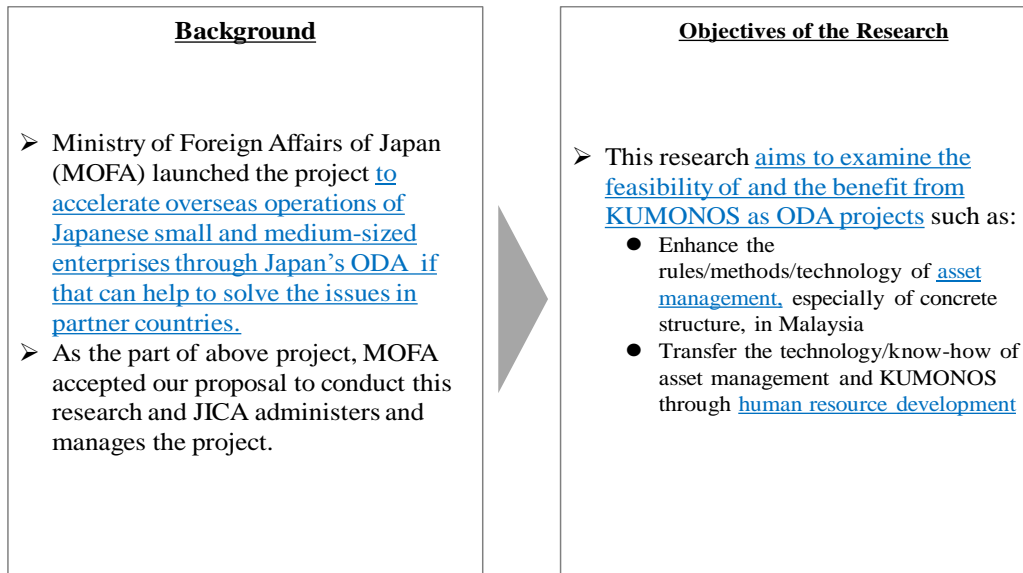 Background
➢ Ministry of Foreign Affairs of Japan
(MOFA) launched the project to
accelerate overseas operations of
Japanese small and medium-sized
enterprises through Japan's ODA if
that can help to solve the issues in
partner countries.
➢ As the part of above project, MOFA
accepted our proposal to conduct this
research and JICA administers and
manages the project.
Objectives of the Research
➢ This research aims to examine the
feasibility of and the benefit from
KUMONOS as ODA projects such as:
● Enhance the
rules/methods/technology of asset
management, especially of concrete
structure, in Malaysia
● Transfer the technology/know-how of
asset management and KUMONOS
through human resource development